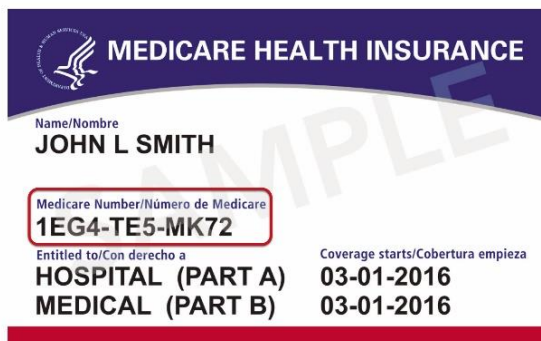 MEDICARE HEALTH INSURANCE
Name/Nombre
JOHN L SMITH
SAMPLE
Medicare Number/Número de Medicare
1EG4-TE5-MK72
Entitled to/Con derecho a Coverage starts/Cobertura empieza
HOSPITAL (PART A) 03-01-2016
MEDICAL (PART B) 03-01-2016